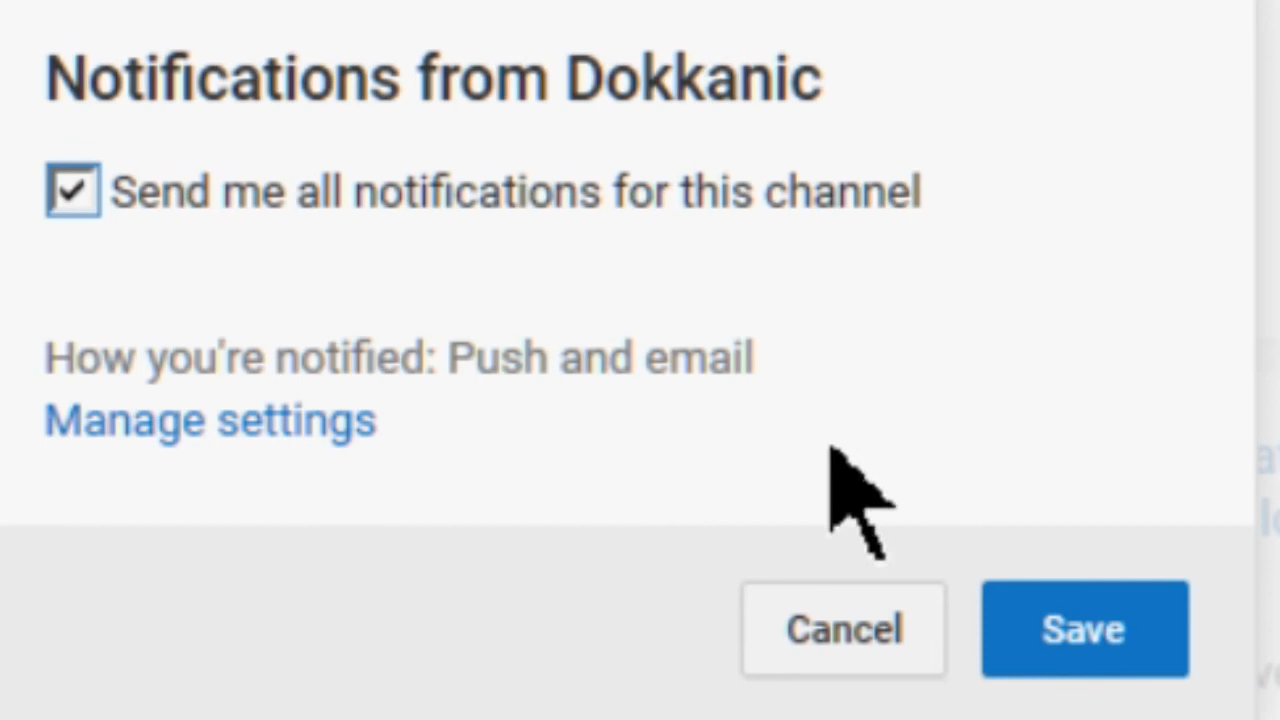 Notifications from Dokkanic
Send me all notifications for this channel
How you're notified: Push and email
Manage settings
Cancel
Save